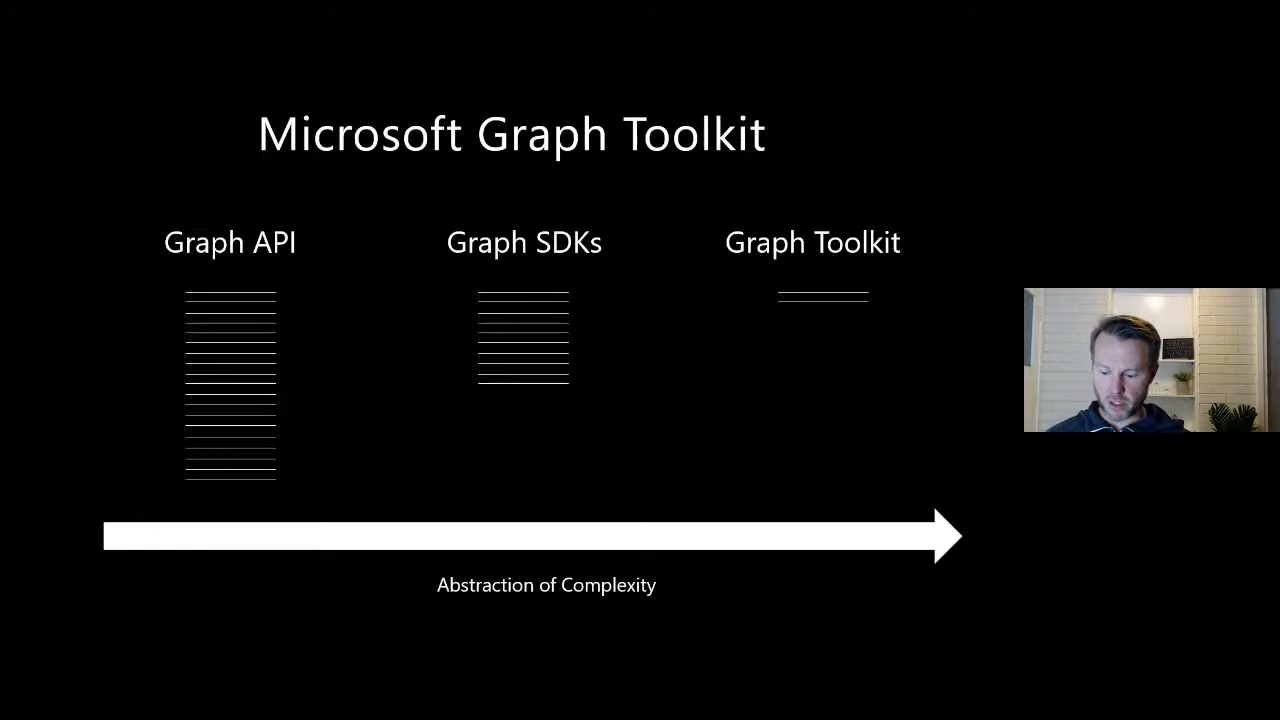 Microsoft Graph Toolkit
Graph API
Graph SDKs
Graph Toolkit
Abstraction of Complexity